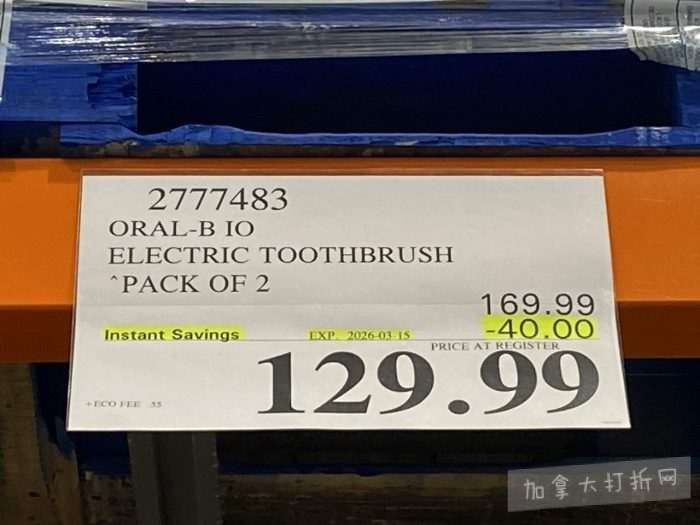 2777483
ORAL-B IO
ELECTRIC TOOTHBRUSH
^PACK OF 2
169.99
Instant Savings EXP. 2026-03-15 -40.00
PRICE AT REGISTER
129.99
+ECO FEE .55
加拿大打折网